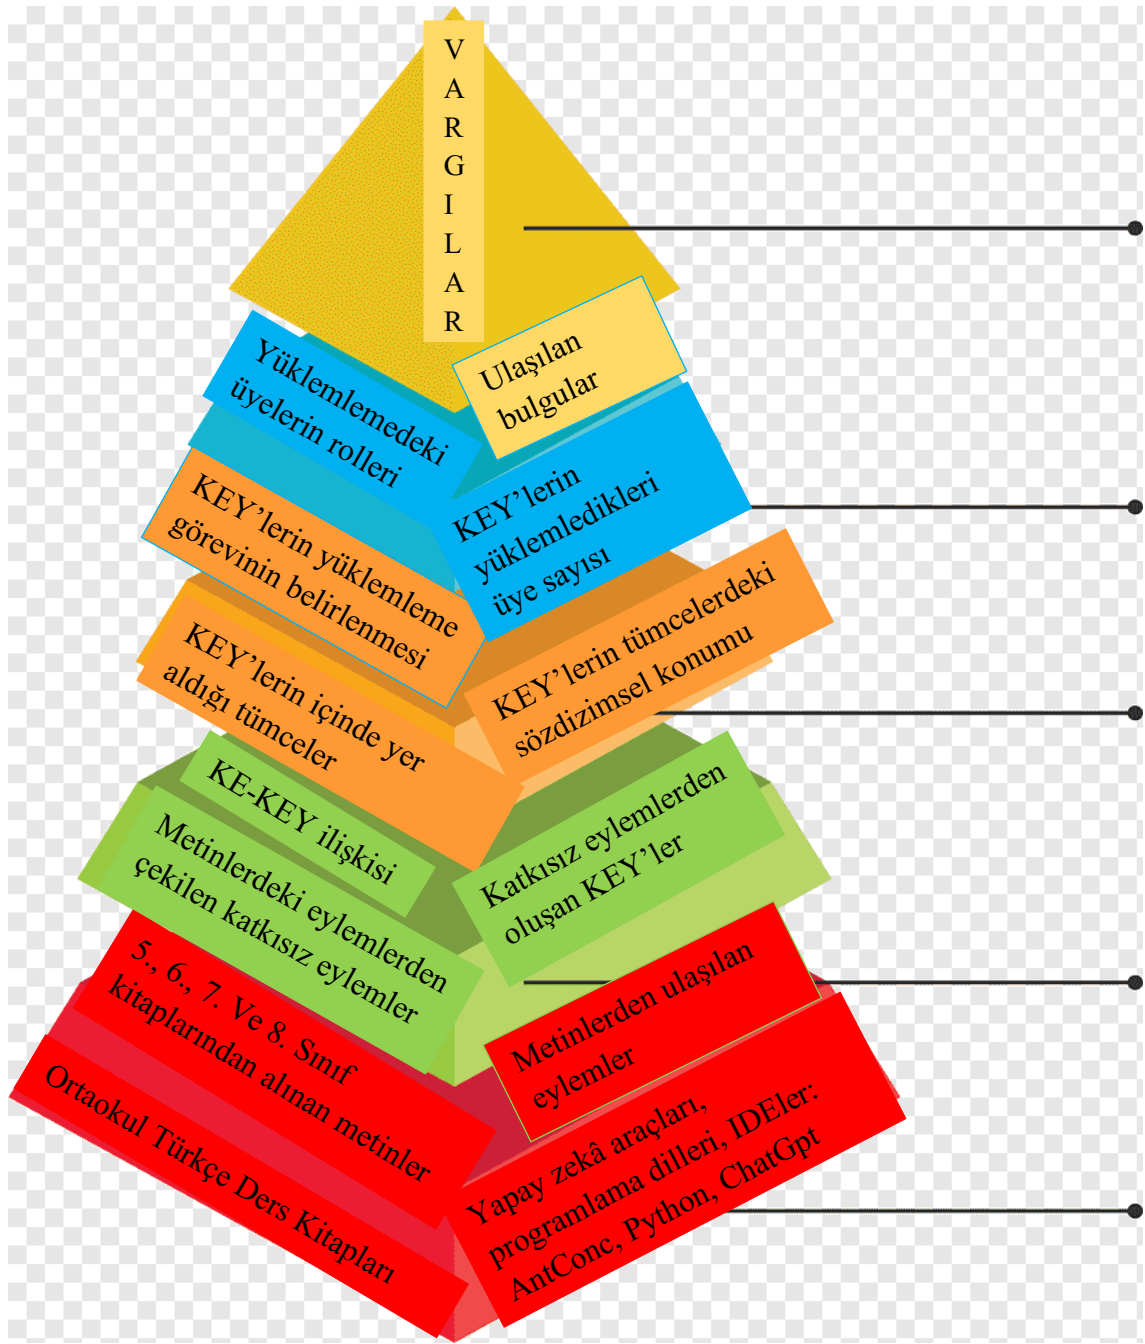 VARGILAR
Ulaşılan
bulgular
Yüklemlemedeki
üyelerin rolleri
KEY’lerin
yüklemledikleri
üye sayısı
KEY’lerin yüklemleme
görevinin belirlenmesi
KEY’lerin tümcelerdeki
sözdizimsel konumu
KEY’lerin içinde yer
aldığı tümceler
KE-KEY ilişkisi
Katkısız eylemlerden
oluşan KEY’ler
Metinlerdeki eylemlerden
çekilen katkısız eylemler
Metinlerden ulaşılan
eylemler
5., 6., 7. Ve 8. Sınıf
kitaplarından alınan metinler
Yapay zekâ araçları,
programlama dilleri, IDEler:
AntConc, Python, ChatGpt
Ortaokul Türkçe Ders Kitapları